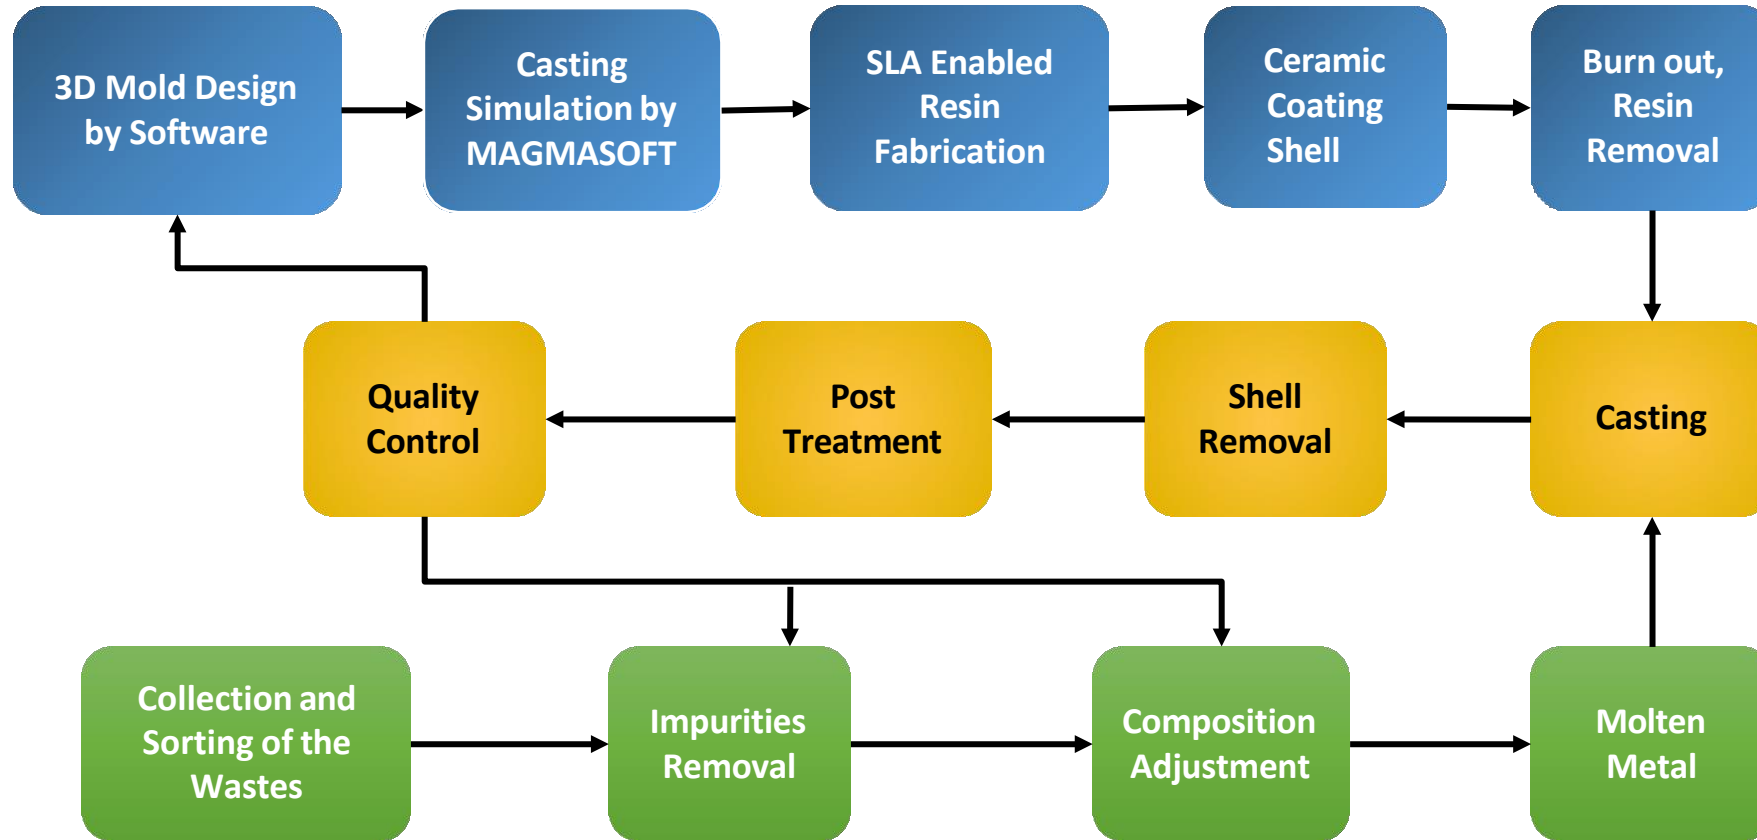 3D Mold Design
by Software
Casting
Simulation by
MAGMASOFT
SLA Enabled
Resin
Fabrication
Ceramic
Coating
Shell
Burn out,
Resin
Removal
Quality
Control
Post
Treatment
Shell
Removal
Casting
Collection and
Sorting of the
Wastes
Impurities
Removal
Composition
Adjustment
Molten
Metal